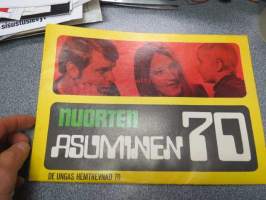 NUORTEN
ASUMINEN 70
DE UNGAS HEMTREVNAD 70